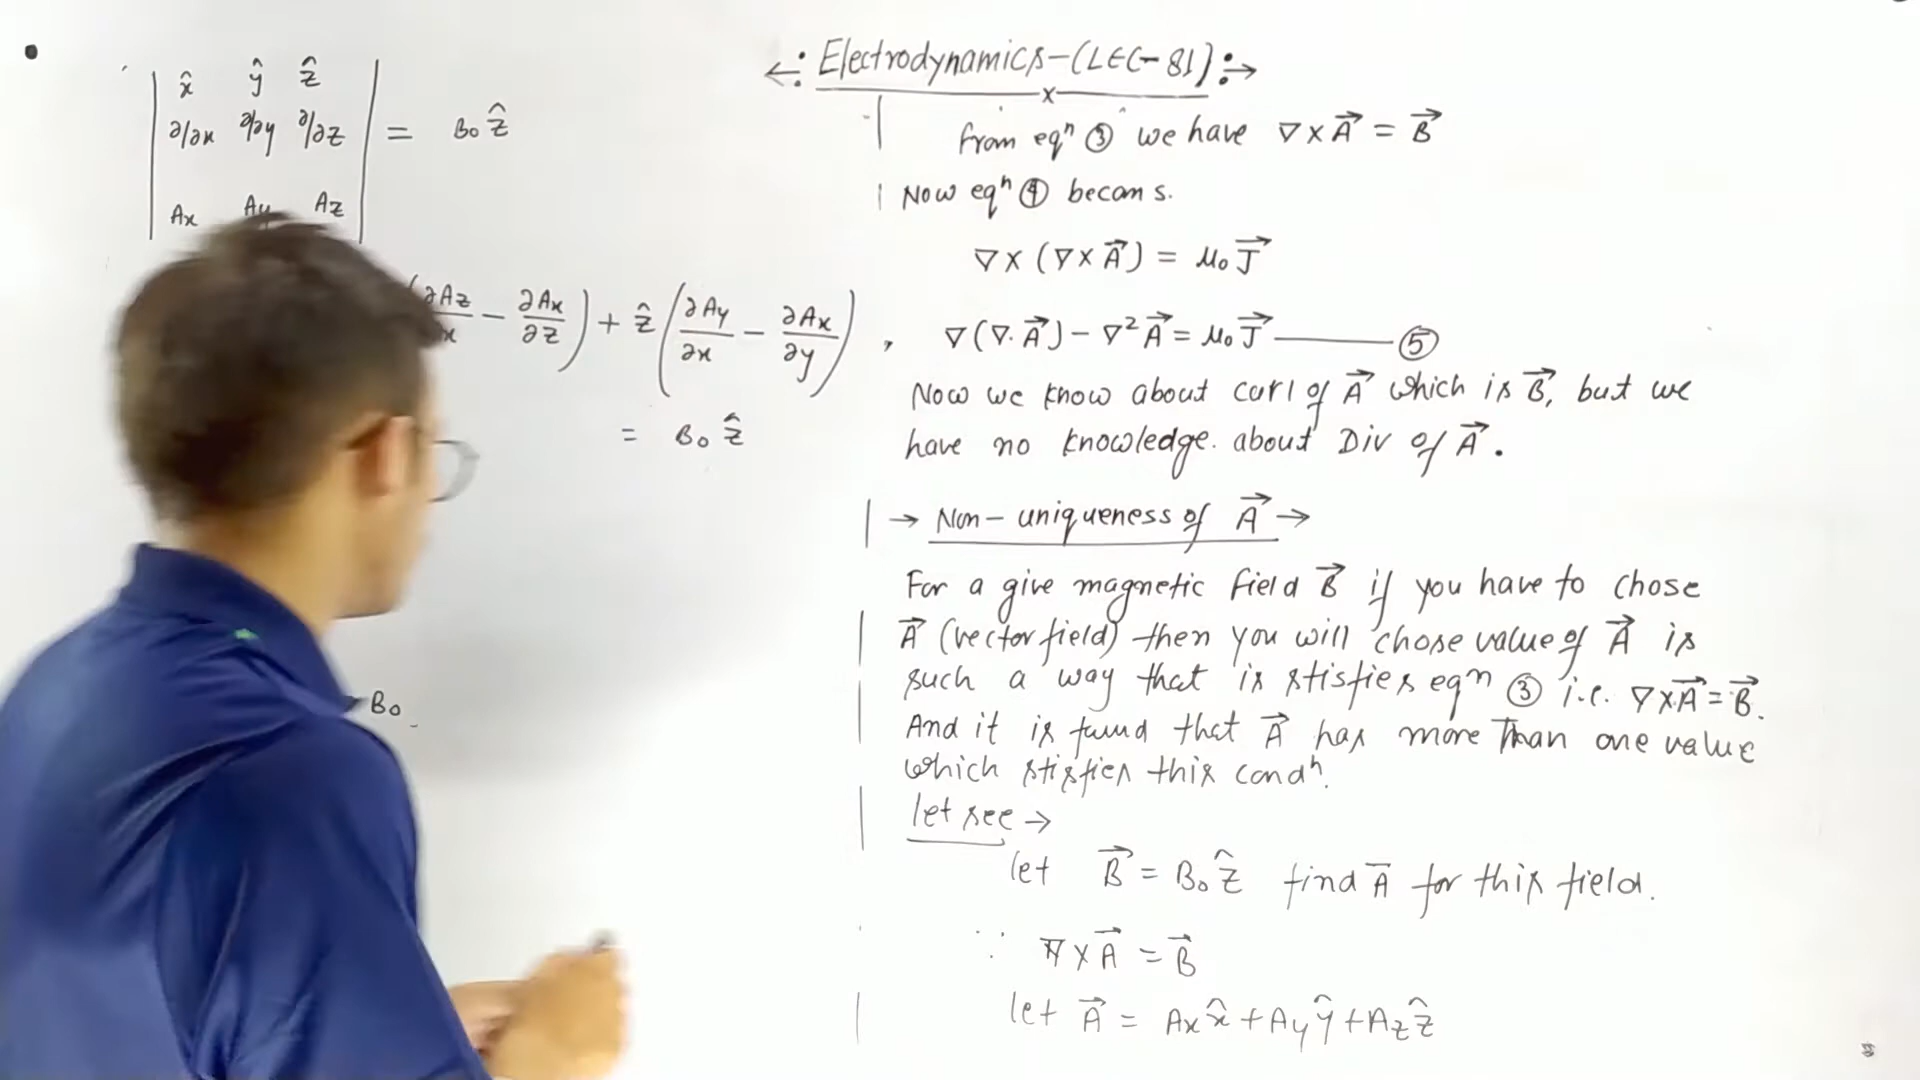 ←: Electrodynamics-(LEC-81) :→
from eqⁿ ③ we have ∇×A⃗ = B⃗
Now eqⁿ ④ becom s.
∇×(∇×A⃗) = μ₀J⃗
∇(∇·A⃗) - ∇²A⃗ = μ₀J⃗ ——— ⑤
Now we know about curl of A⃗ which is B⃗, but we
have no knowledge. about Div of A⃗.
→ Non-uniqueness of A⃗ →
For a give magnetic field B⃗ if you have to chose
A⃗ (vector field) then you will chose value of A⃗ is
such a way that is stisfies eqⁿ ③ i.e. ∇×A⃗ = B⃗.
And it is fund that A⃗ has more than one value
which stisfies this condⁿ.
let see →
let B⃗ = B₀ẑ find A̅ for this field.
∵ ∇×A⃗ = B⃗
let A⃗ = Axx̂ + Ayŷ + Azẑ
| x̂ ŷ ẑ |
| ∂/∂x ∂/∂y ∂/∂z | = B₀ẑ
| Ax Ay Az |
∂Az/∂x - ∂Ax/∂z) + ẑ(∂Ay/∂x - ∂Ax/∂y)
= B₀ẑ
B₀